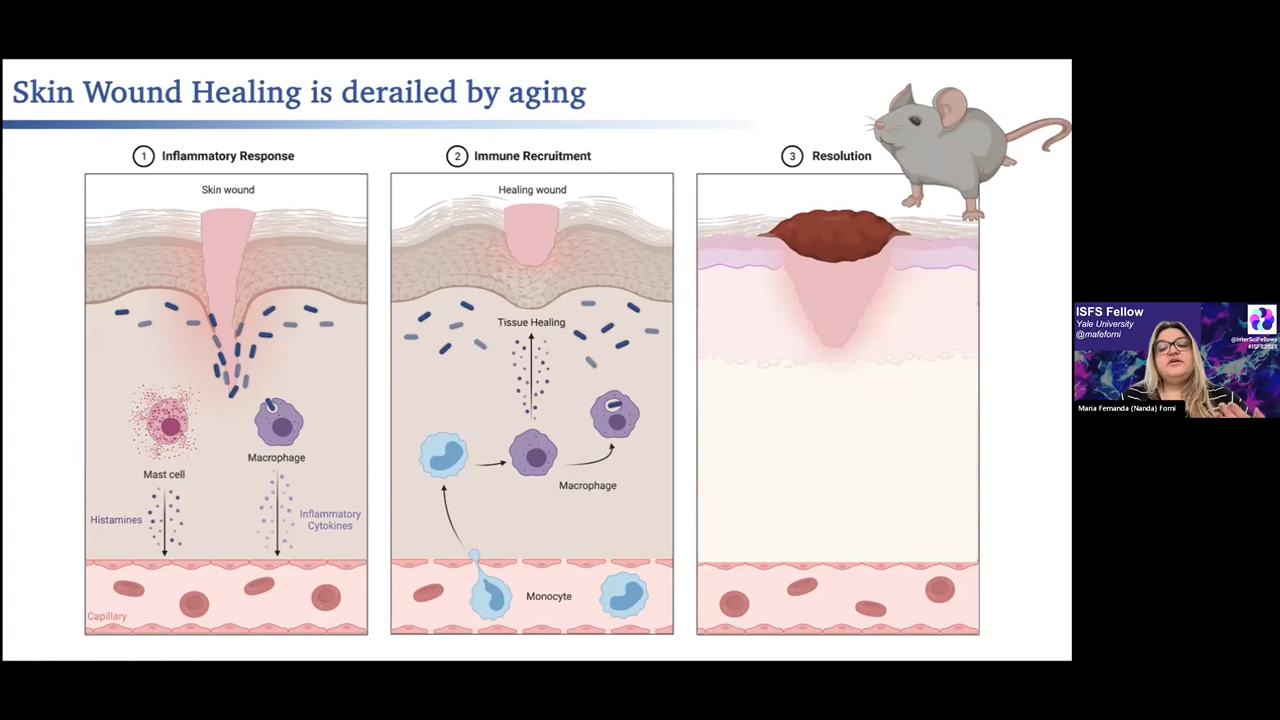 Skin Wound Healing is derailed by aging
1 Inflammatory Response
Skin wound
Mast cell
Macrophage
Histamines
Inflammatory
Cytokines
Capillary
2 Immune Recruitment
Healing wound
Tissue Healing
Macrophage
Monocyte
3 Resolution
ISFS Fellow
Yale University
@mafeforni
@InterSciFellows
#ISFS2023
Maria Fernanda (Nanda) Forni